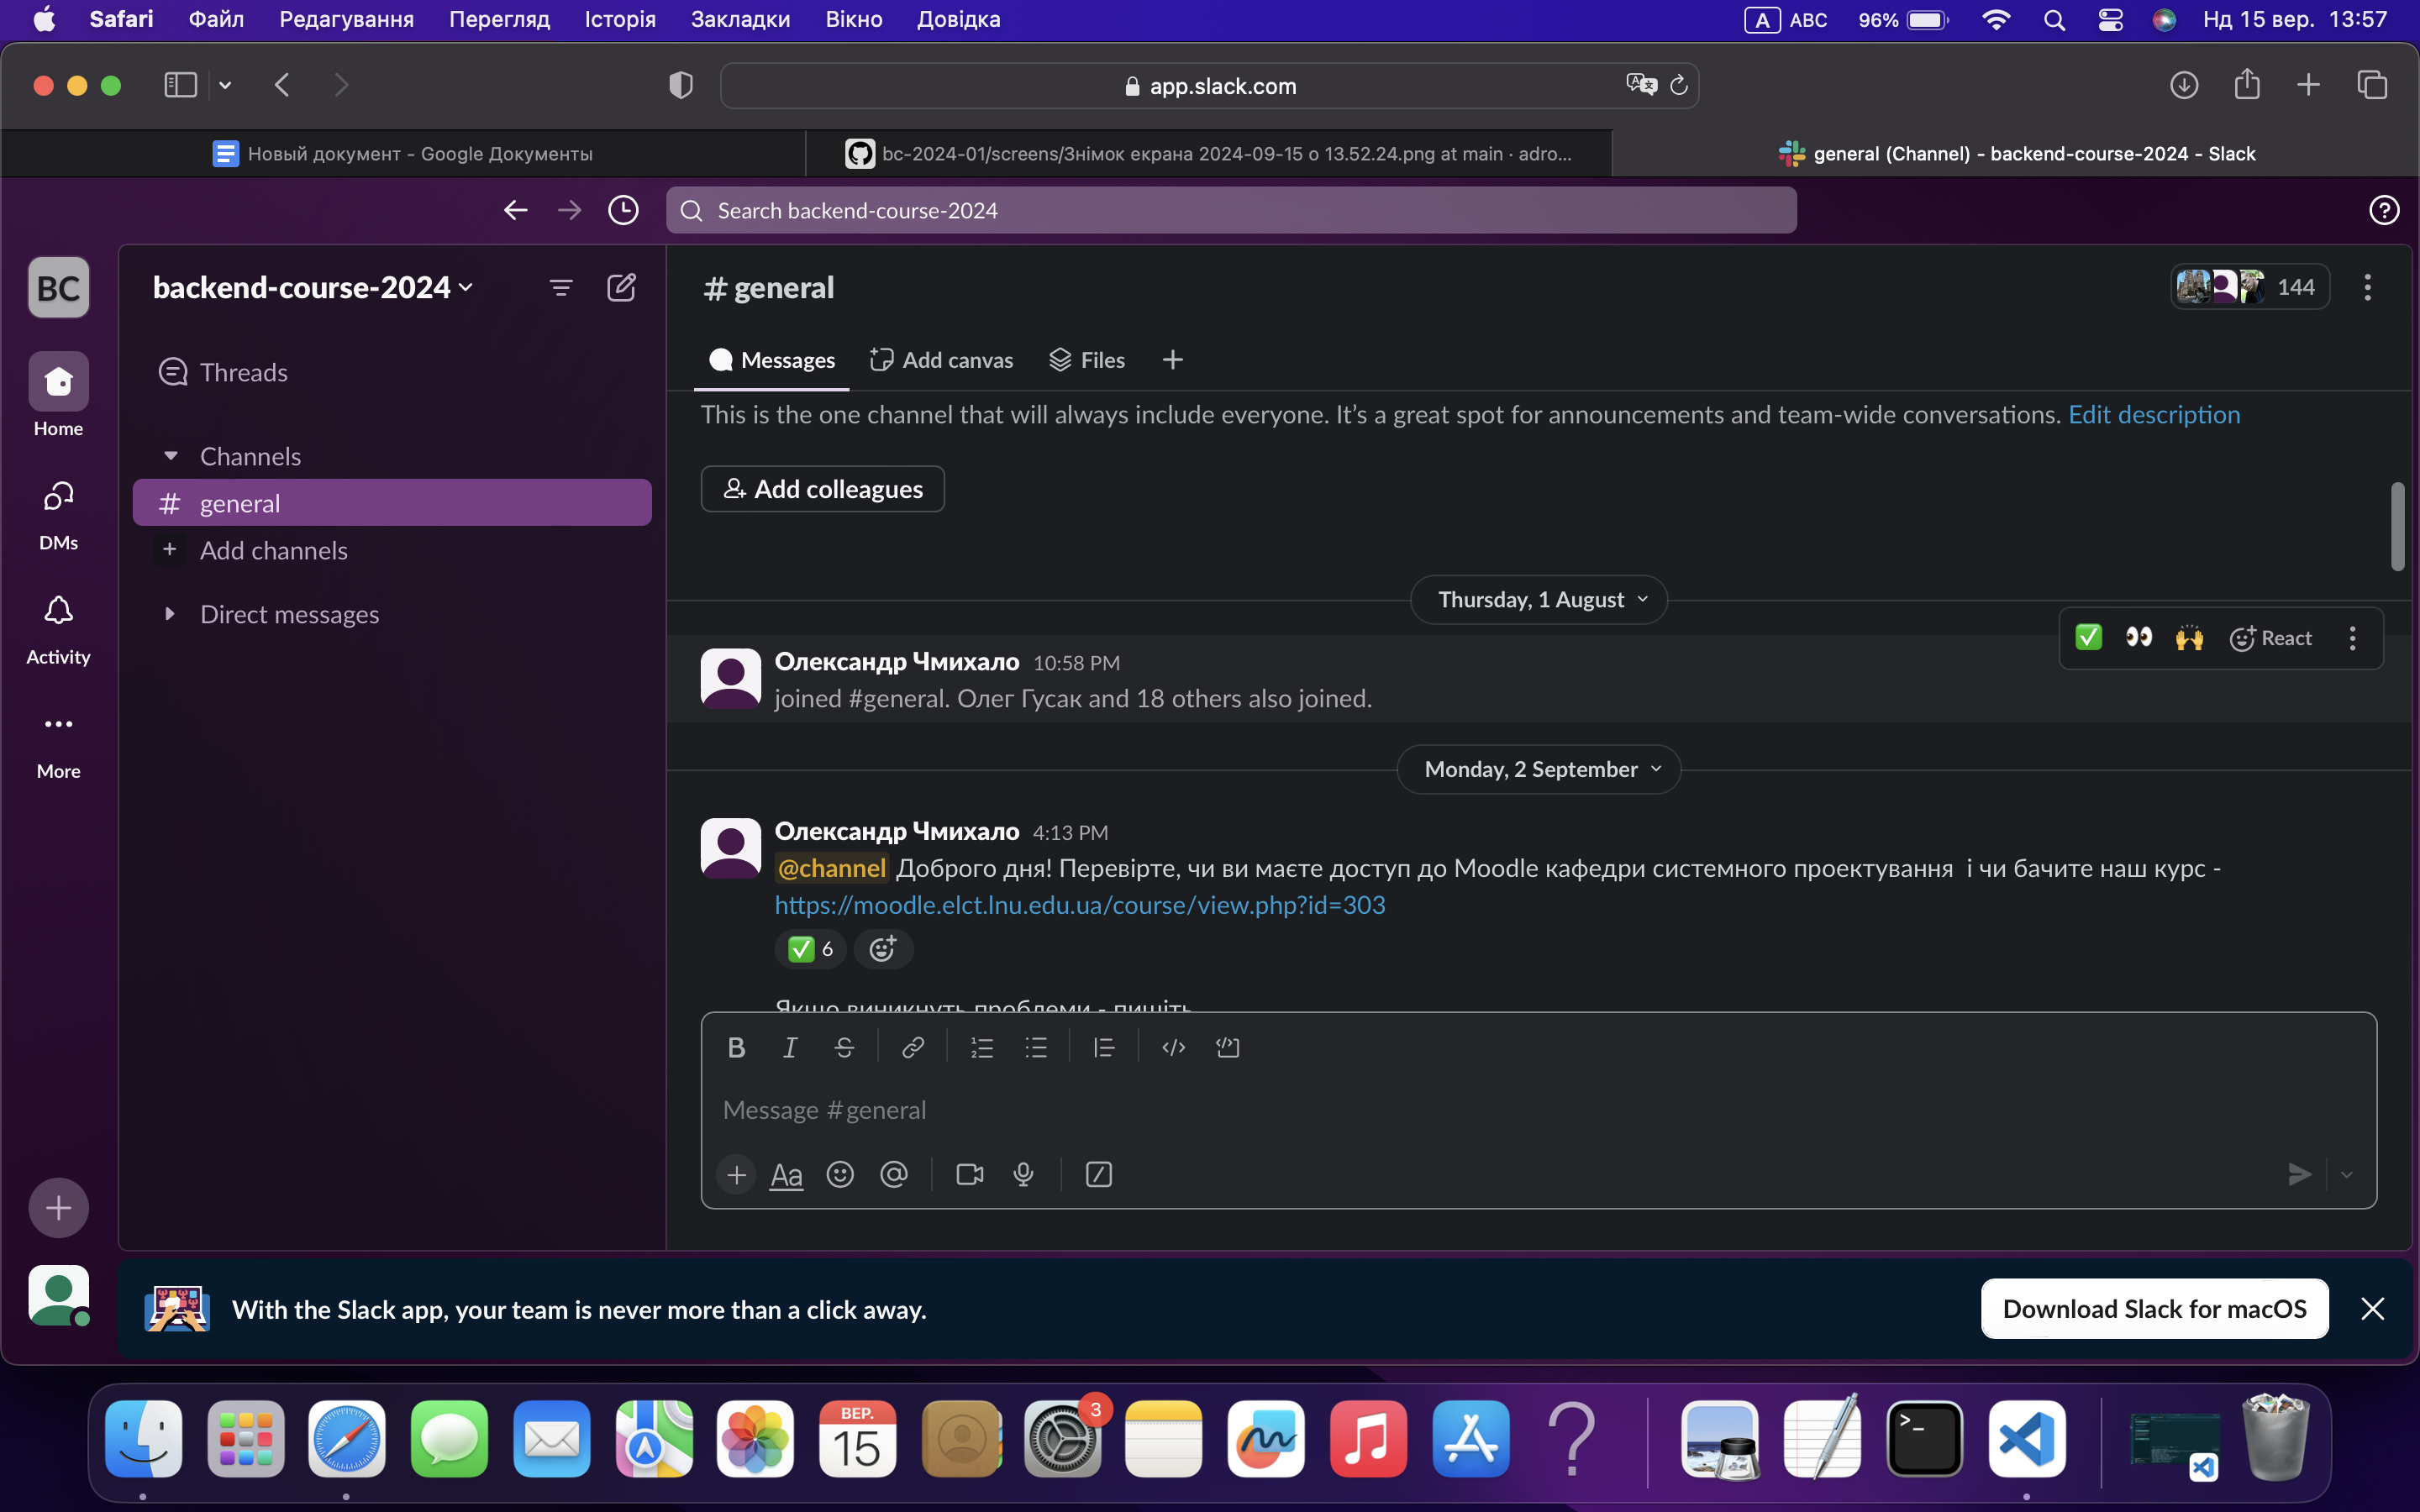 Safari Файл Редагування Перегляд Історія Закладки Вікно Довідка A ABC 96% Нд 15 вер. 13:57
app.slack.com
Новый документ - Google Документы
bc-2024-01/screens/Знімок екрана 2024-09-15 о 13.52.24.png at main · adro...
general (Channel) - backend-course-2024 - Slack
Search backend-course-2024
BC
Home
DMs
Activity
More
backend-course-2024
Threads
Channels
# general
Add channels
Direct messages
# general
144
Messages Add canvas Files
This is the one channel that will always include everyone. It’s a great spot for announcements and team-wide conversations. Edit description
Add colleagues
Thursday, 1 August
React
Олександр Чмихало 10:58 PM
joined #general. Олег Гусак and 18 others also joined.
Monday, 2 September
Олександр Чмихало 4:13 PM
@channel Доброго дня! Перевірте, чи ви маєте доступ до Moodle кафедри системного проектування і чи бачите наш курс -
https://moodle.elct.lnu.edu.ua/course/view.php?id=303
✅ 6
Якщо виникнуть проблеми - пишіть
B I S
Message #general
Aa
With the Slack app, your team is never more than a click away.
Download Slack for macOS
ВЕР.
15
3